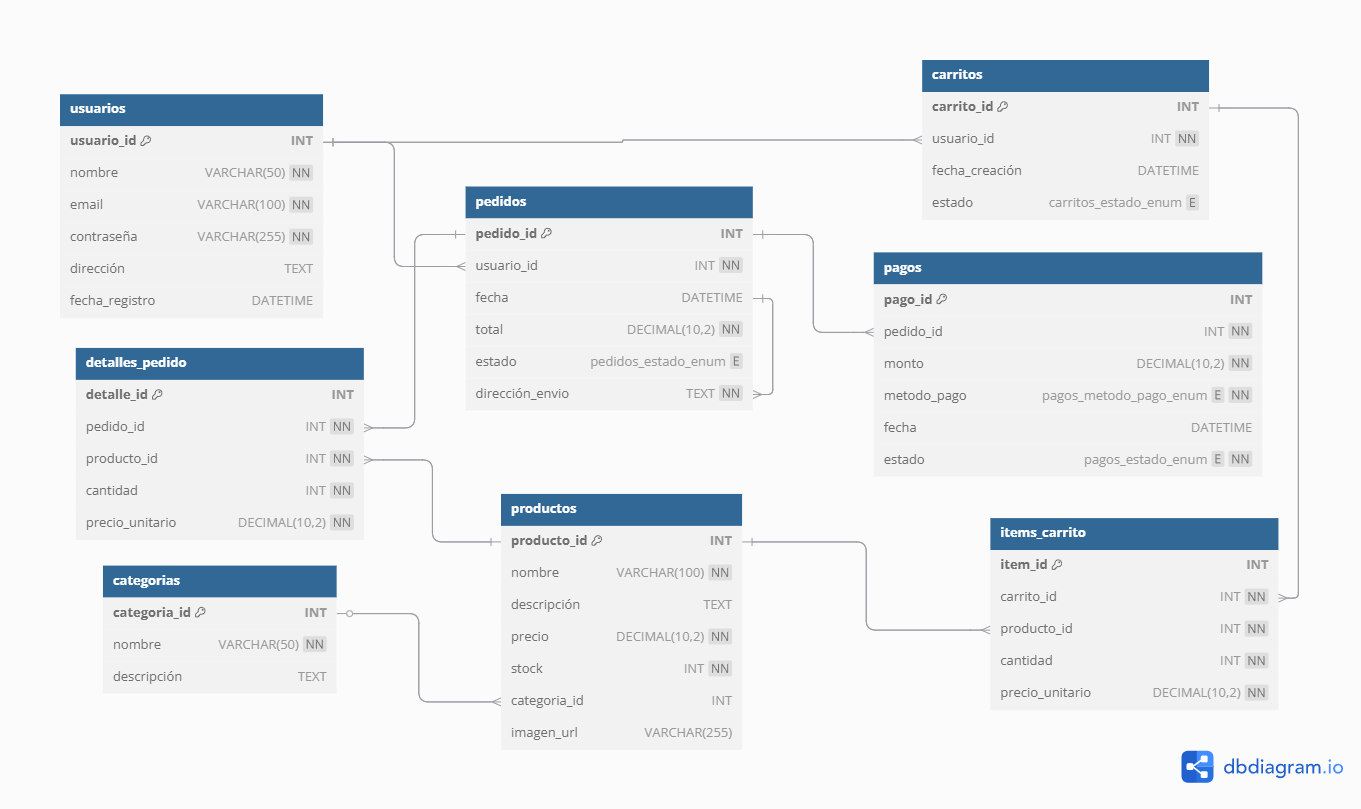 usuarios
usuario_id INT
nombre VARCHAR(50) NN
email VARCHAR(100) NN
contraseña VARCHAR(255) NN
dirección TEXT
fecha_registro DATETIME
detalles_pedido
detalle_id INT
pedido_id INT NN
producto_id INT NN
cantidad INT NN
precio_unitario DECIMAL(10,2) NN
categorias
categoria_id INT
nombre VARCHAR(50) NN
descripción TEXT
pedidos
pedido_id INT
usuario_id INT NN
fecha DATETIME
total DECIMAL(10,2) NN
estado pedidos_estado_enum E
dirección_envio TEXT NN
productos
producto_id INT
nombre VARCHAR(100) NN
descripción TEXT
precio DECIMAL(10,2) NN
stock INT NN
categoria_id INT
imagen_url VARCHAR(255)
carritos
carrito_id INT
usuario_id INT NN
fecha_creación DATETIME
estado carritos_estado_enum E
pagos
pago_id INT
pedido_id INT NN
monto DECIMAL(10,2) NN
metodo_pago pagos_metodo_pago_enum E NN
fecha DATETIME
estado pagos_estado_enum E NN
items_carrito
item_id INT
carrito_id INT NN
producto_id INT NN
cantidad INT NN
precio_unitario DECIMAL(10,2) NN
dbdiagram.io